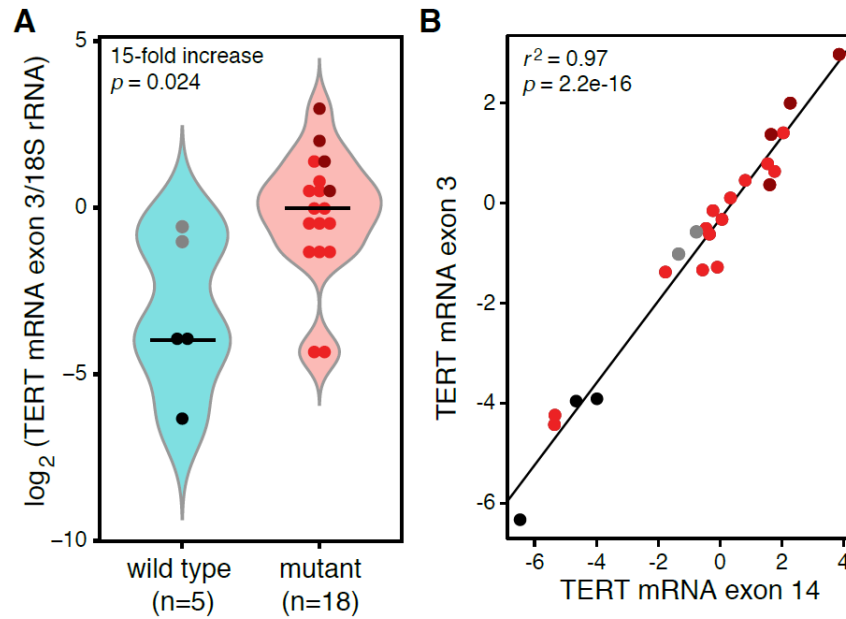 A
15-fold increase
p = 0.024
log2 (TERT mRNA exon 3/18S rRNA)
5
0
−5
−10
wild type
(n=5)
mutant
(n=18)
B
r² = 0.97
p = 2.2e-16
TERT mRNA exon 3
2
0
-2
-4
-6
-6
-4
-2
0
2
4
TERT mRNA exon 14